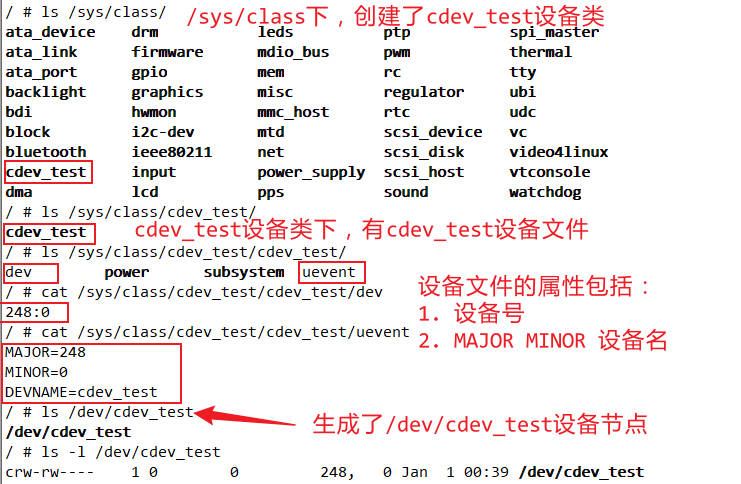 / # ls /sys/class/ /sys/class下，创建了cdev_test设备类
ata_device drm leds ptp spi_master
ata_link firmware mdio_bus pwm thermal
ata_port gpio mem rc tty
backlight graphics misc regulator ubi
bdi hwmon mmc_host rtc udc
block i2c-dev mtd scsi_device vc
bluetooth ieee80211 net scsi_disk video4linux
cdev_test input power_supply scsi_host vtconsole
dma lcd pps sound watchdog
/ # ls /sys/class/cdev_test/
cdev_test cdev_test设备类下，有cdev_test设备文件
/ # ls /sys/class/cdev_test/cdev_test/
dev power subsystem uevent
/ # cat /sys/class/cdev_test/cdev_test/dev 设备文件的属性包括：
248:0 1. 设备号
/ # cat /sys/class/cdev_test/cdev_test/uevent 2. MAJOR MINOR 设备名
MAJOR=248
MINOR=0
DEVNAME=cdev_test
/ # ls /dev/cdev_test
/dev/cdev_test 生成了/dev/cdev_test设备节点
/ # ls -l /dev/cdev_test
crw-rw---- 1 0 0 248, 0 Jan 1 00:39 /dev/cdev_test